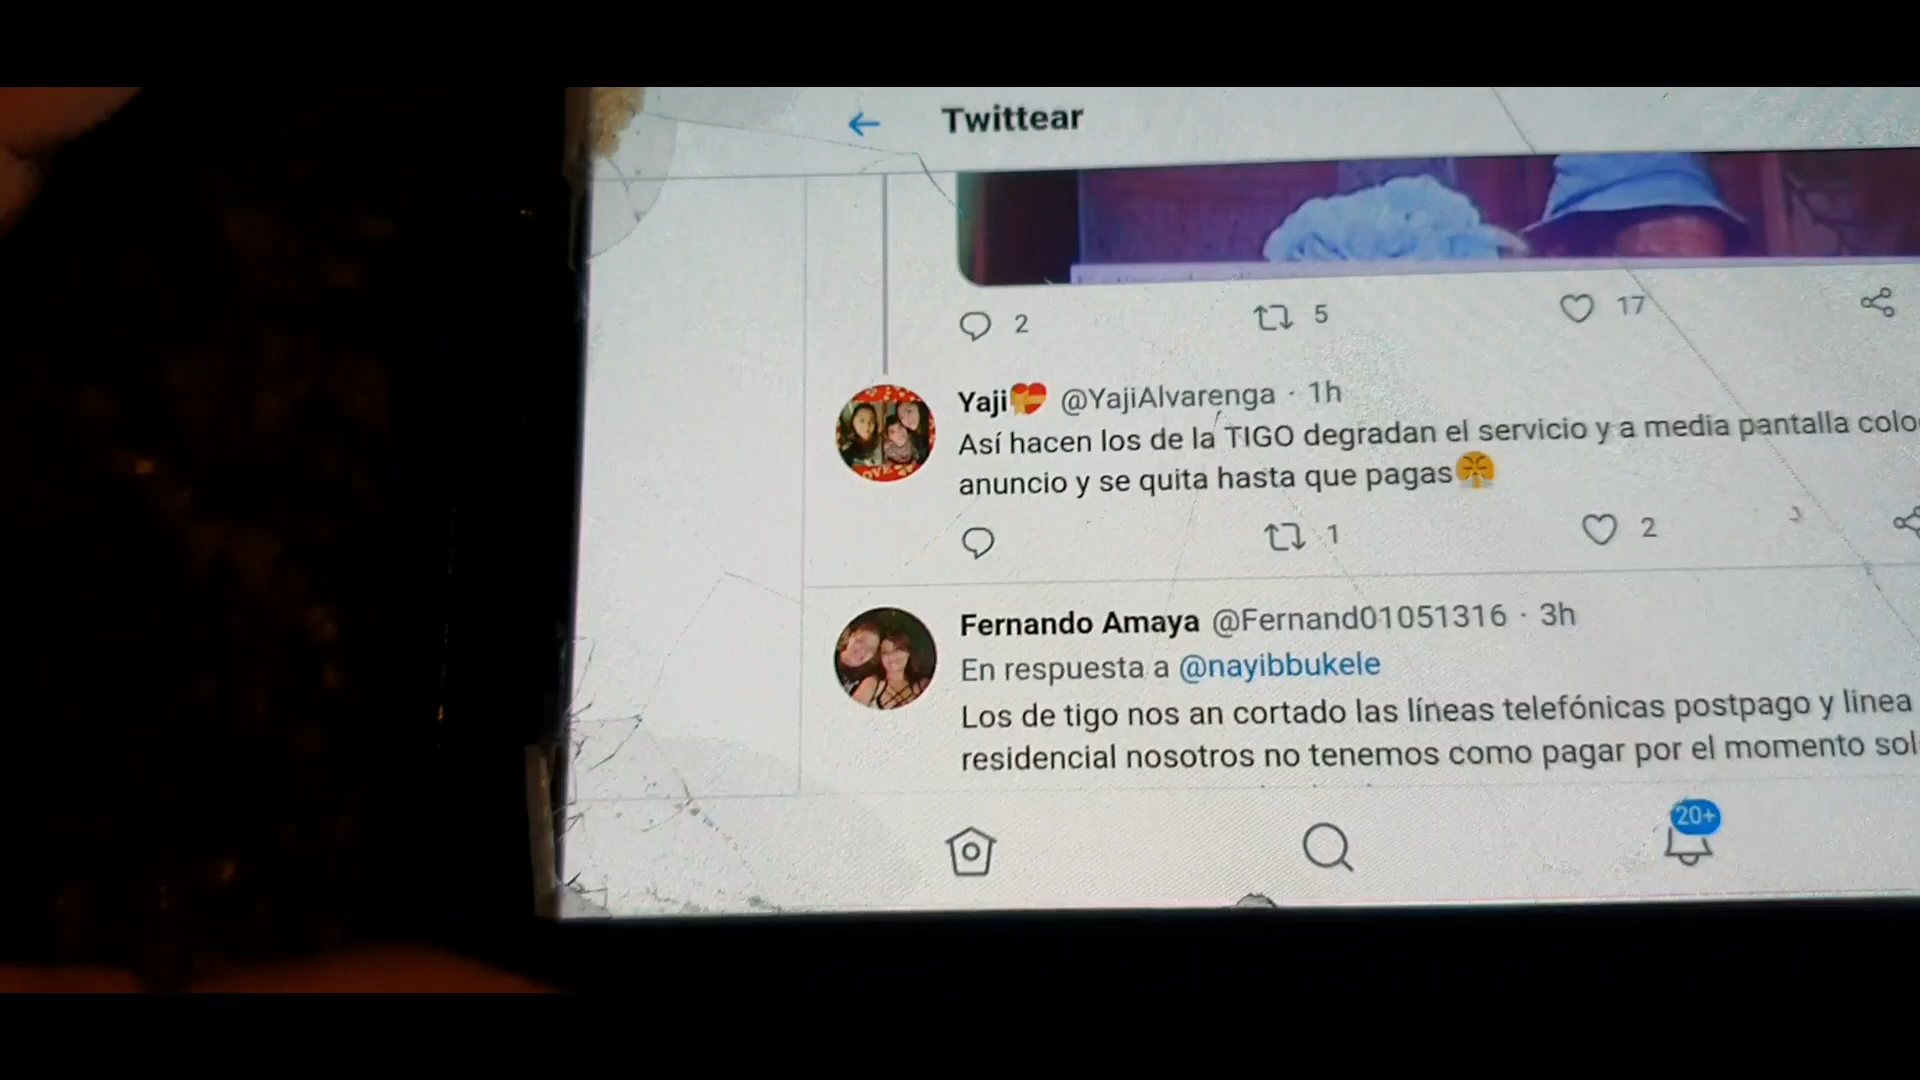 Twittear
2 5 17
Yaji @YajiAlvarenga · 1h
Así hacen los de la TIGO degradan el servicio y a media pantalla
anuncio y se quita hasta que pagas
1 2
Fernando Amaya @Fernand01051316 · 3h
En respuesta a @nayibbukele
Los de tigo nos an cortado las líneas telefónicas postpago y linea
residencial nosotros no tenemos como pagar por el momento
20+